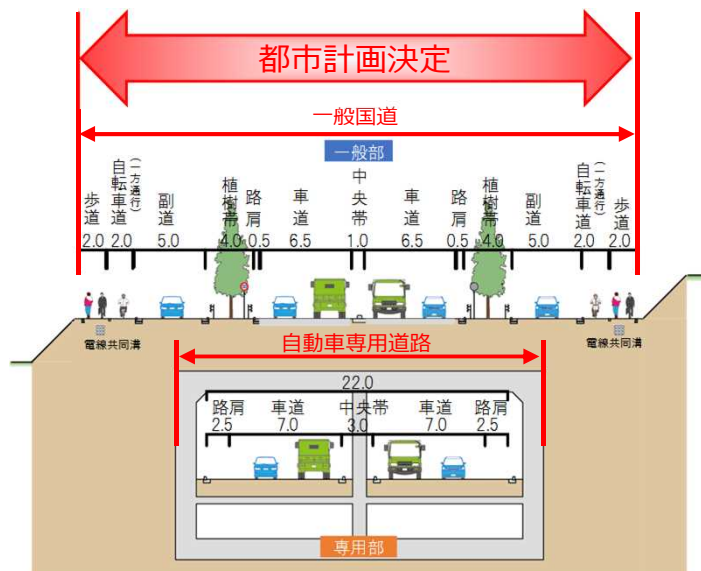 都市計画決定
一般国道
一般部
歩道
自転車道
(一方通行)
副道
植樹帯
路肩
車道
中央帯
車道
路肩
植樹帯
副道
自転車道
(一方通行)
歩道
2.0 2.0 5.0 4.0 0.5 6.5 1.0 6.5 0.5 4.0 5.0 2.0 2.0
電線共同溝
電線共同溝
自動車専用道路
22.0
路肩 車道 中央帯 車道 路肩
2.5 7.0 3.0 7.0 2.5
専用部